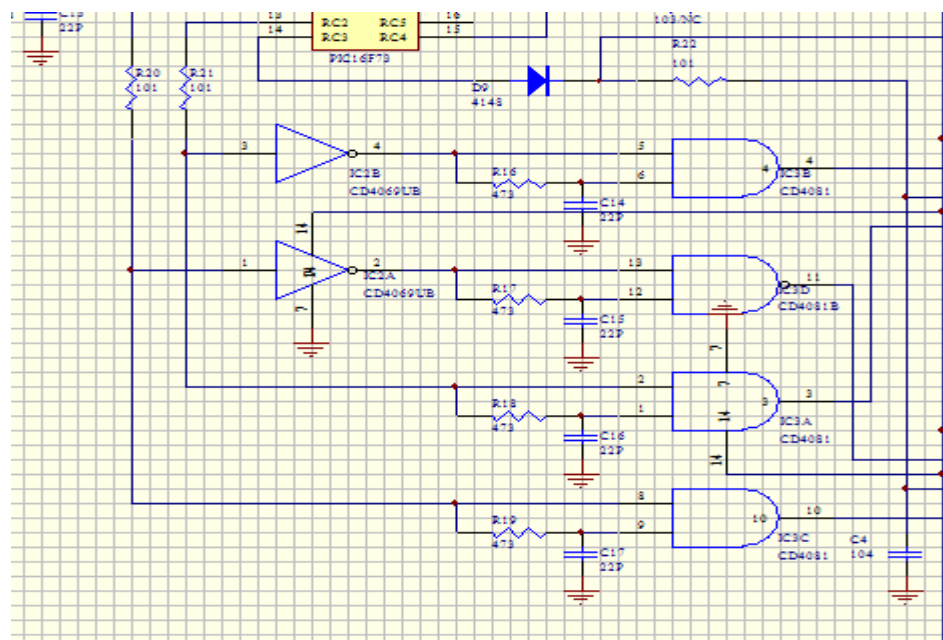 C13
22P
13
14
RC2
RC3
RC5
RC4
16
15
PIC16F73
103/NC
R22
101
R20
101
R21
101
D9
4148
3
4
IC2B
CD4069UB
R16
473
C14
22P
5
6
4
4
IC3B
CD4081
14
14
1
2
IC2A
CD4069UB
7
R17
473
C15
22P
13
12
11
IC3D
CD4081B
7
7
R18
473
C16
22P
2
1
3
3
IC3A
CD4081
14
14
R19
473
C17
22P
8
9
10
10
IC3C
CD4081
C4
104